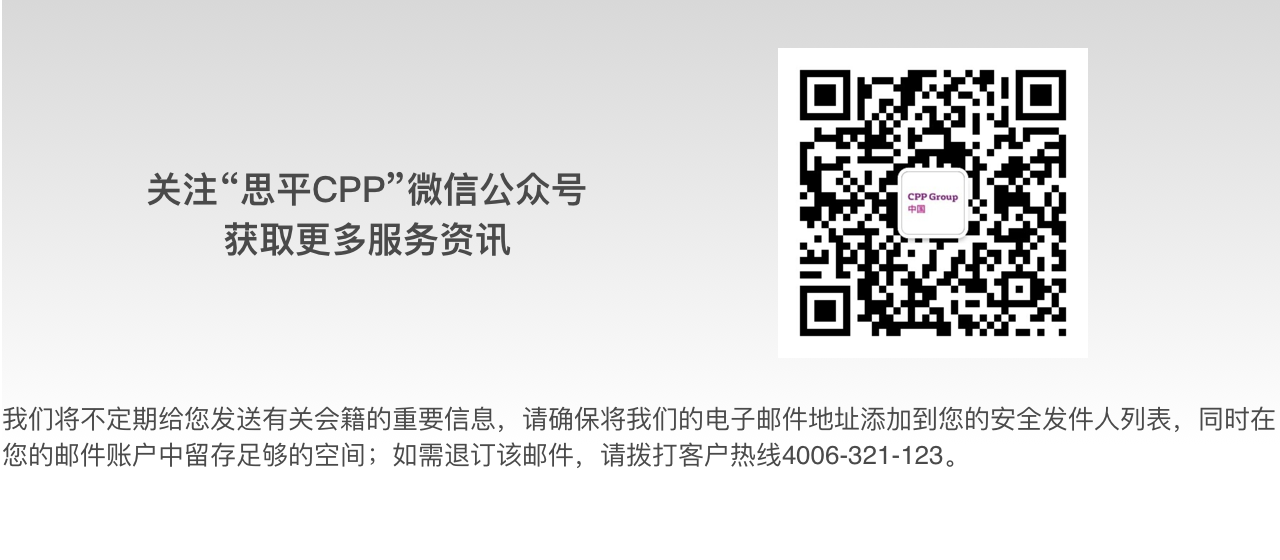 关注“思平CPP”微信公众号
获取更多服务资讯
CPP Group
中国
我们将不定期给您发送有关会籍的重要信息，请确保将我们的电子邮件地址添加到您的安全发件人列表，同时在
您的邮件账户中留存足够的空间；如需退订该邮件，请拨打客户热线4006-321-123。